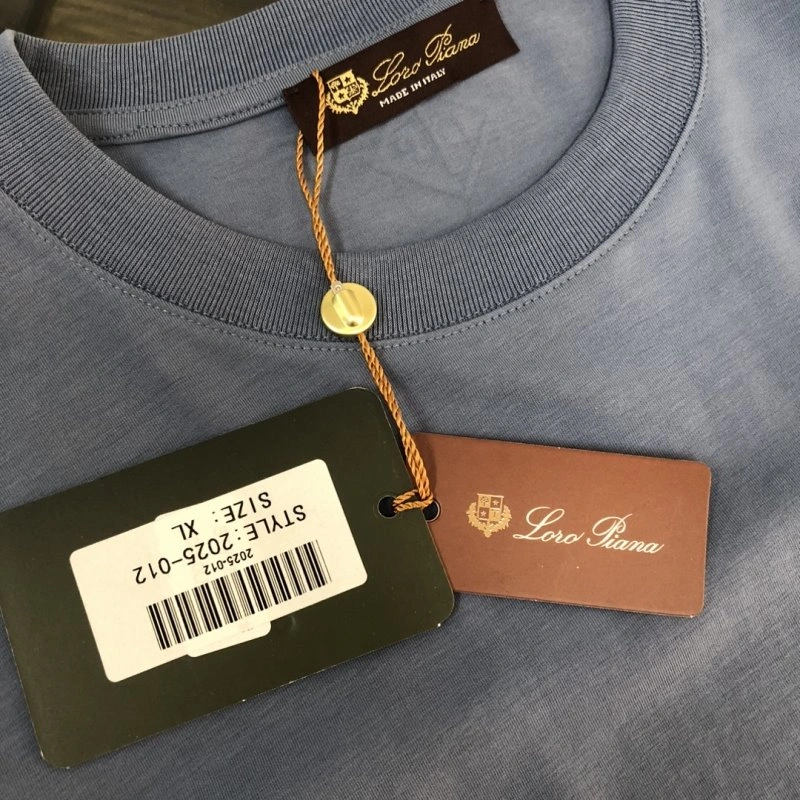 Loro Piana
MADE IN ITALY
STYLE:2025-012
SIZE: XL
2025-012
Loro Piana